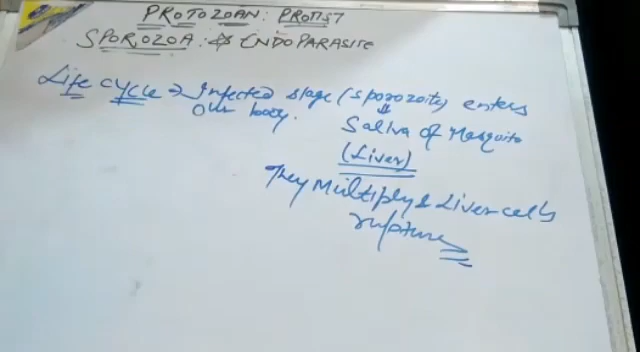 PROTOZOAN: PROTIST
SPOROZOA: → ENDOPARASITE
Life cycle → Infected stage (sporozoite) enters
our body.
↓
Saliva of Mosquito
(Liver)
They Multiply & Liver cells
rupture